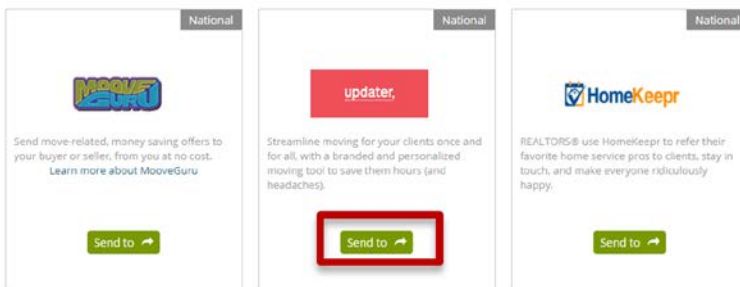 National
MOOVE
GURU
Send move-related, money saving offers to
your buyer or seller, from you at no cost.
Learn more about MooveGuru
Send to
National
updater,
Streamline moving for your clients once and
for all, with a branded and personalized
moving tool to save them hours (and
headaches).
Send to
National
HomeKeepr
REALTORS® use HomeKeepr to refer their
favorite home service pros to clients, stay in
touch, and make everyone ridiculously
happy.
Send to